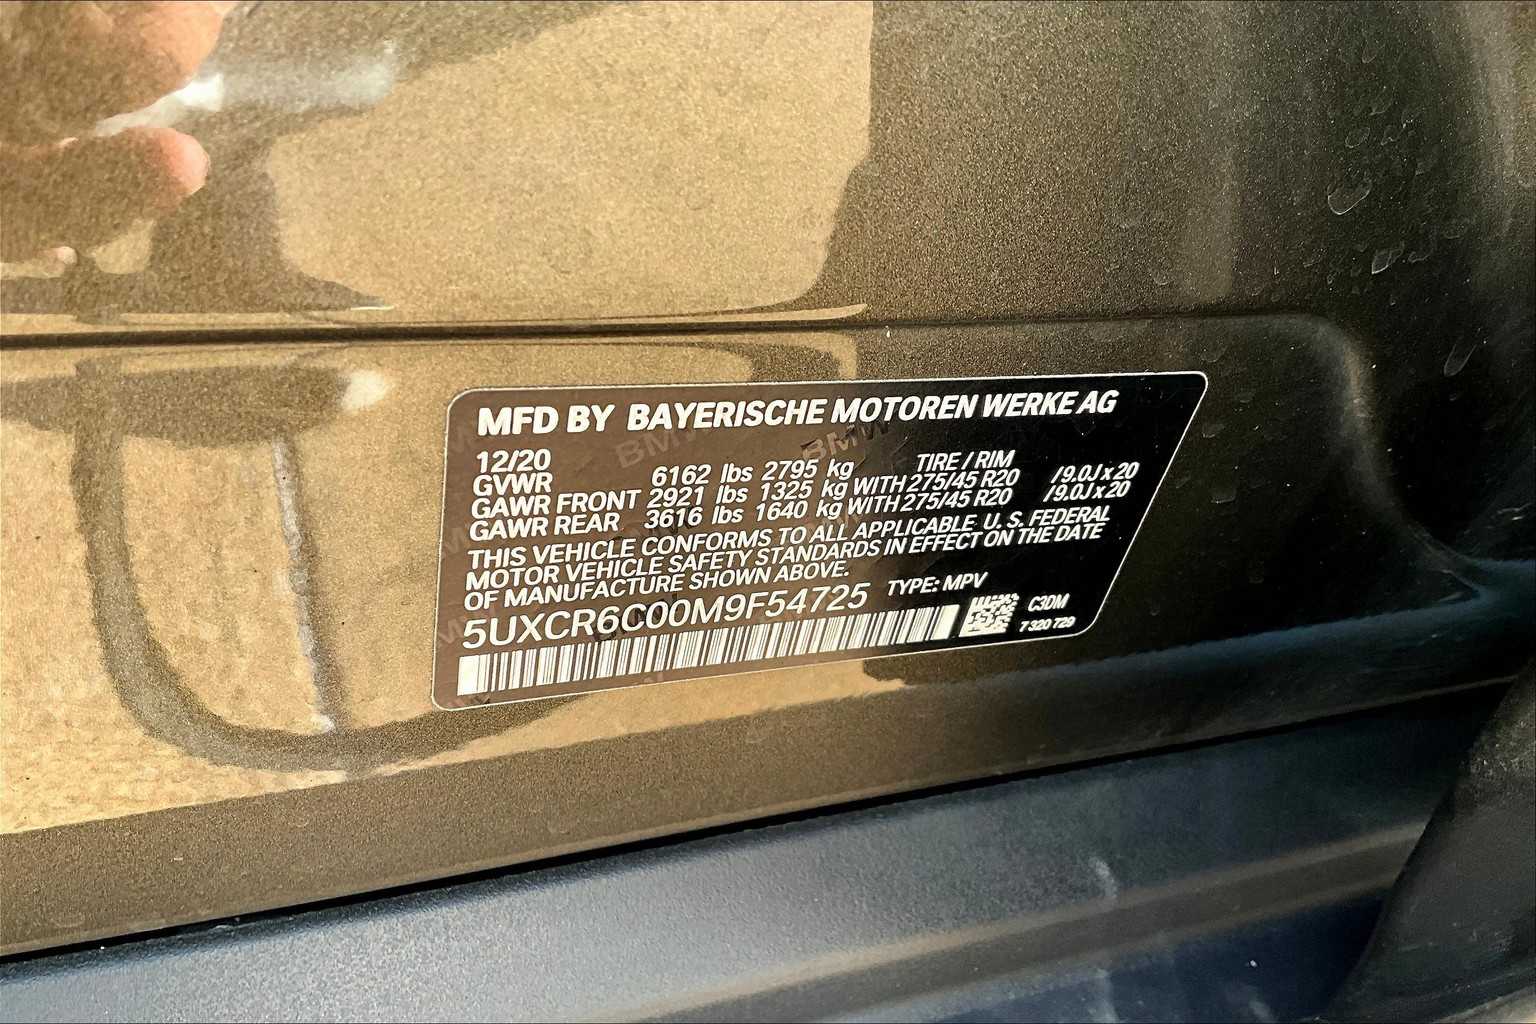 MFD BY BAYERISCHE MOTOREN WERKE AG
12/20 TIRE / RIM
GVWR 6162 lbs 2795 kg
GAWR FRONT 2921 lbs 1325 kg WITH 275/45 R20 /9.0J x 20
GAWR REAR 3616 lbs 1640 kg WITH 275/45 R20 /9.0J x 20
THIS VEHICLE CONFORMS TO ALL APPLICABLE U. S. FEDERAL
MOTOR VEHICLE SAFETY STANDARDS IN EFFECT ON THE DATE
OF MANUFACTURE SHOWN ABOVE.
5UXCR6C00M9F54725 TYPE: MPV
C3DM
7 320 729